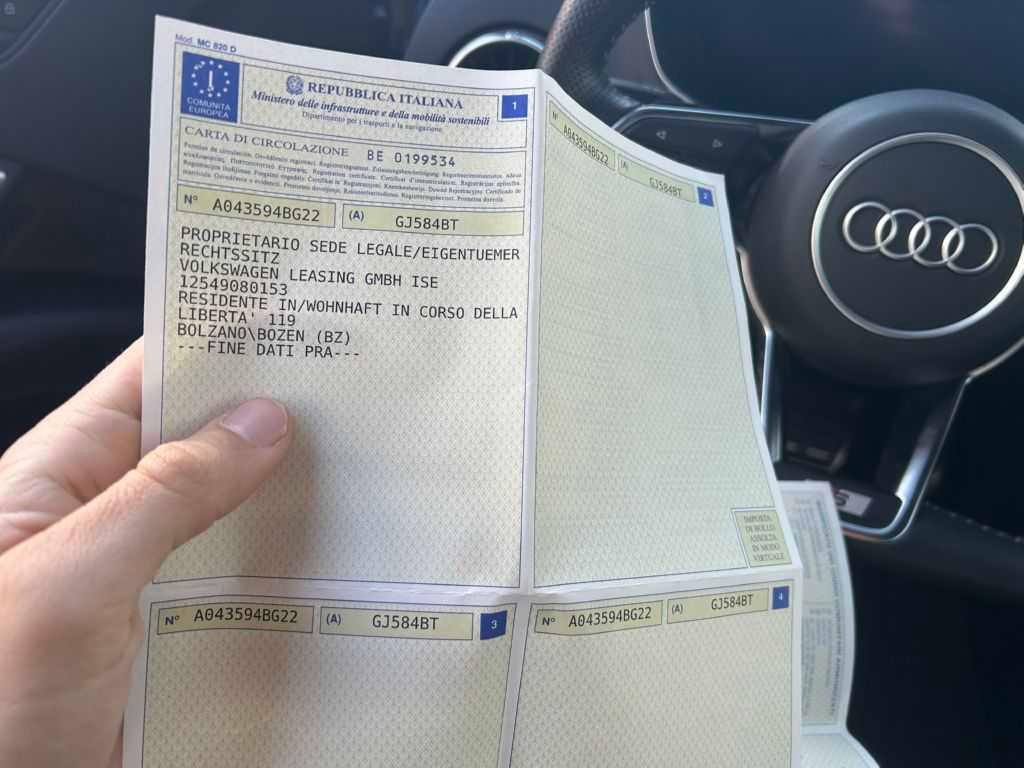 Mod. MC 820 D
COMUNITA
EUROPEA
REPUBBLICA ITALIANA
Ministero delle infrastrutture e della mobilità sostenibili
Dipartimento per i trasporti e la navigazione
1
CARTA DI CIRCOLAZIONE BE 0199534
N° A043594BG22 (A) GJ584BT
PROPRIETARIO SEDE LEGALE/EIGENTUEMER
RECHTSSITZ
VOLKSWAGEN LEASING GMBH ISE
12549080153
RESIDENTE IN/WOHNHAFT IN CORSO DELLA
LIBERTA' 119
BOLZANO\BOZEN (BZ)
---FINE DATI PRA---
N° A043594BG22 (A) GJ584BT 2
IMPOSTA
DI BOLLO
ASSOLTA
IN MODO
VIRTUALE
N° A043594BG22 (A) GJ584BT 3
N° A043594BG22 (A) GJ584BT 4